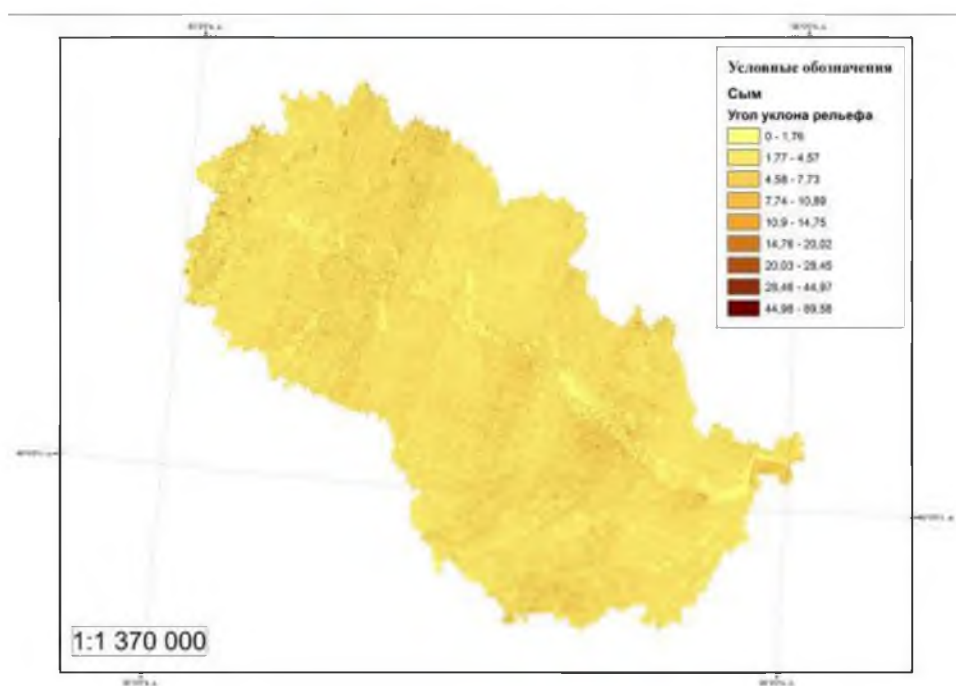 Условные обозначения
Сым
Угол уклона рельефа
0 - 1,76
1,77 - 4,57
4,58 - 7,73
7,74 - 10,89
10,9 - 14,75
14,76 - 20,02
20,03 - 28,45
28,46 - 44,97
44,98 - 89,58
1:1 370 000